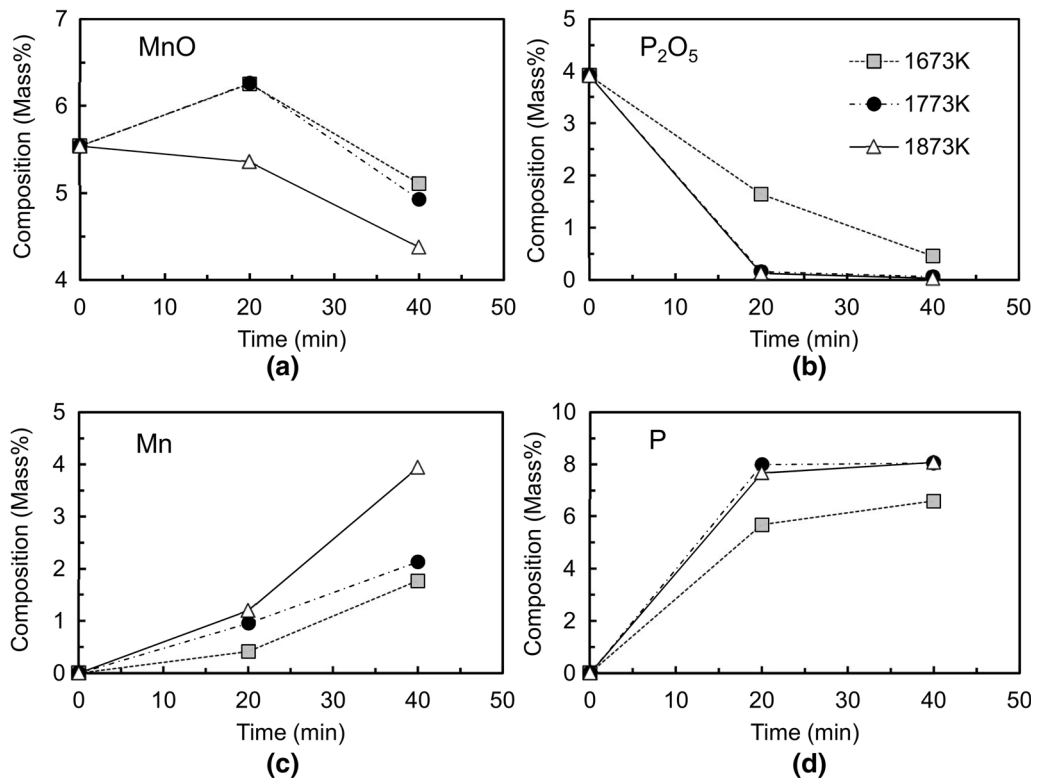 MnO
Composition (Mass%)
7
6
5
4
0 10 20 30 40 50
Time (min)
(a)
P2O5
1673K
1773K
1873K
Composition (Mass%)
5
4
3
2
1
0
0 10 20 30 40 50
Time (min)
(b)
Mn
Composition (Mass%)
5
4
3
2
1
0
0 10 20 30 40 50
Time (min)
(c)
P
Composition (Mass%)
10
8
6
4
2
0
0 10 20 30 40 50
Time (min)
(d)